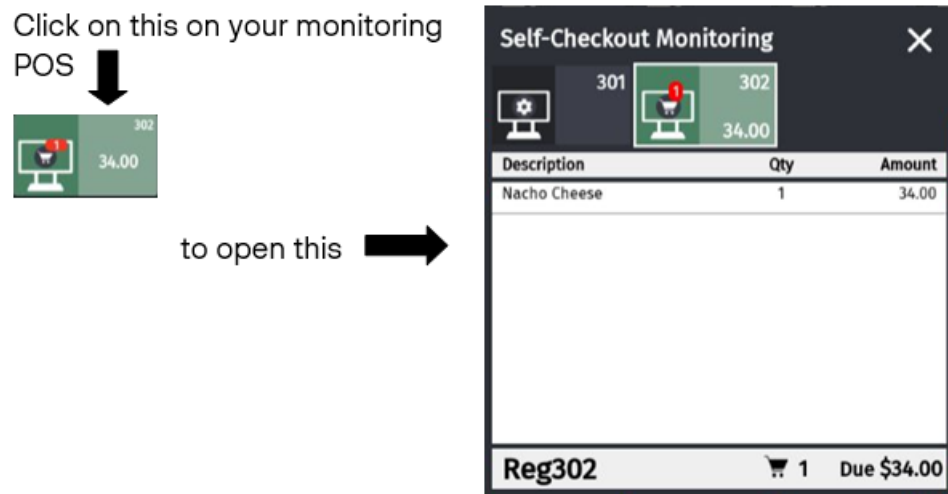 Click on this on your monitoring
POS
302
1
34.00
to open this
Self-Checkout Monitoring
301
1
302
34.00
Description Qty Amount
Nacho Cheese 1 34.00
Reg302 1 Due $34.00